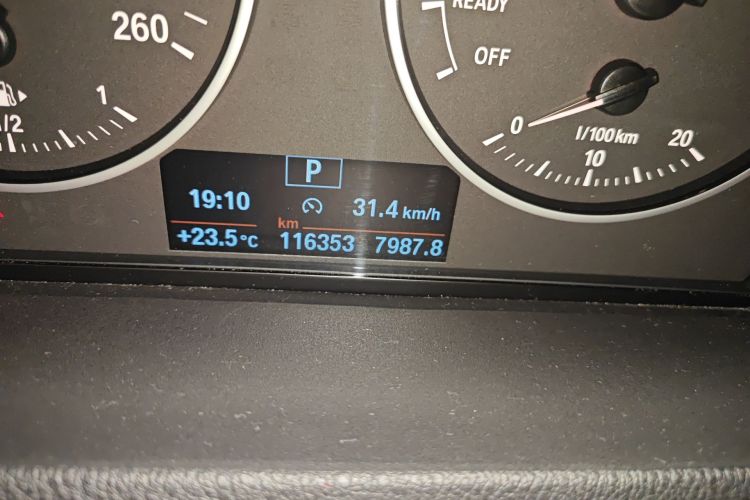 260
READY
OFF
1/2
1
0
l/100km
10
20
P
19:10
31.4 km/h
km
+23.5°C
116353
7987.8